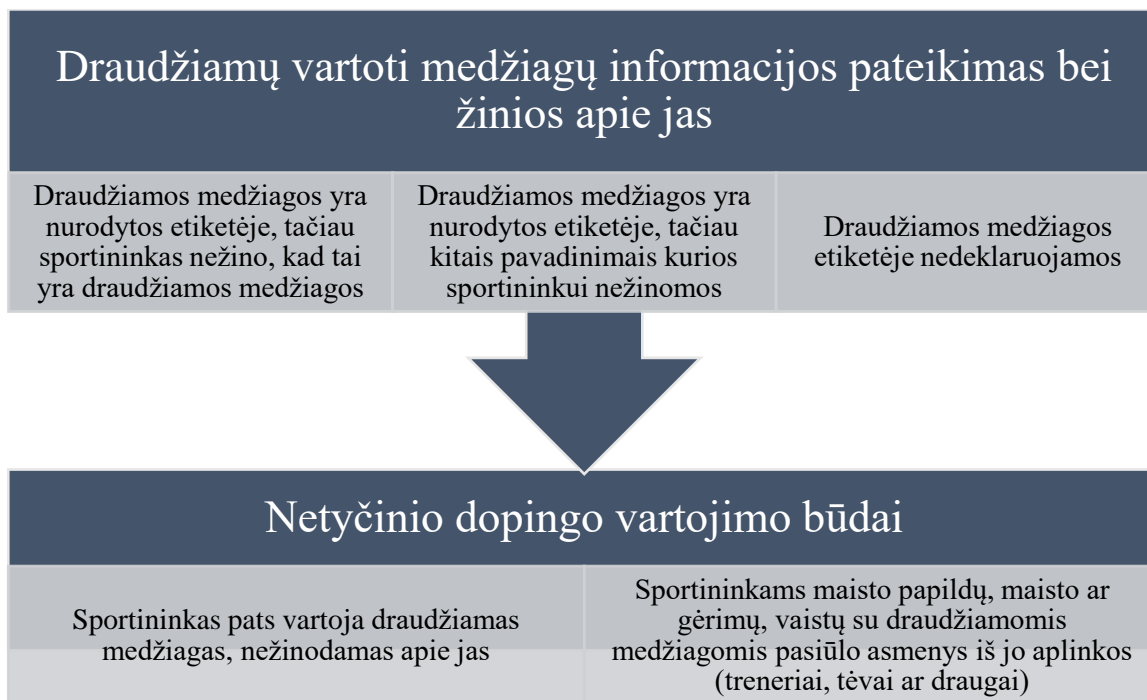 Draudžiamų vartoti medžiagų informacijos pateikimas bei
žinios apie jas
Draudžiamos medžiagos yra
nurodytos etiketėje, tačiau
sportininkas nežino, kad tai
yra draudžiamos medžiagos
Draudžiamos medžiagos yra
nurodytos etiketėje, tačiau
kitais pavadinimais kurios
sportininkui nežinomos
Draudžiamos medžiagos
etiketėje nedeklaruojamos
Netyčinio dopingo vartojimo būdai
Sportininkas pats vartoja draudžiamas
medžiagas, nežinodamas apie jas
Sportininkams maisto papildų, maisto ar
gėrimų, vaistų su draudžiamomis
medžiagomis pasiūlo asmenys iš jo aplinkos
(treneriai, tėvai ar draugai)